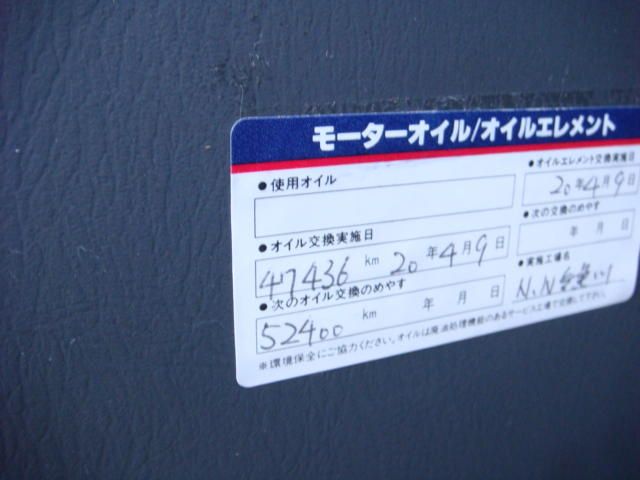 モーターオイル/オイルエレメント
●使用オイル
●オイル交換実施日
47436 km 20年4月9日
●次のオイル交換のめやす
52400 km 年 月 日
●オイルエレメント交換実施日
20年4月9日
●次の交換のめやす
年 月 日
●実施工場名
N.N
※環境保全にご協力ください。オイルは廃油処理機能のあるサービス工場で交換して下さい。